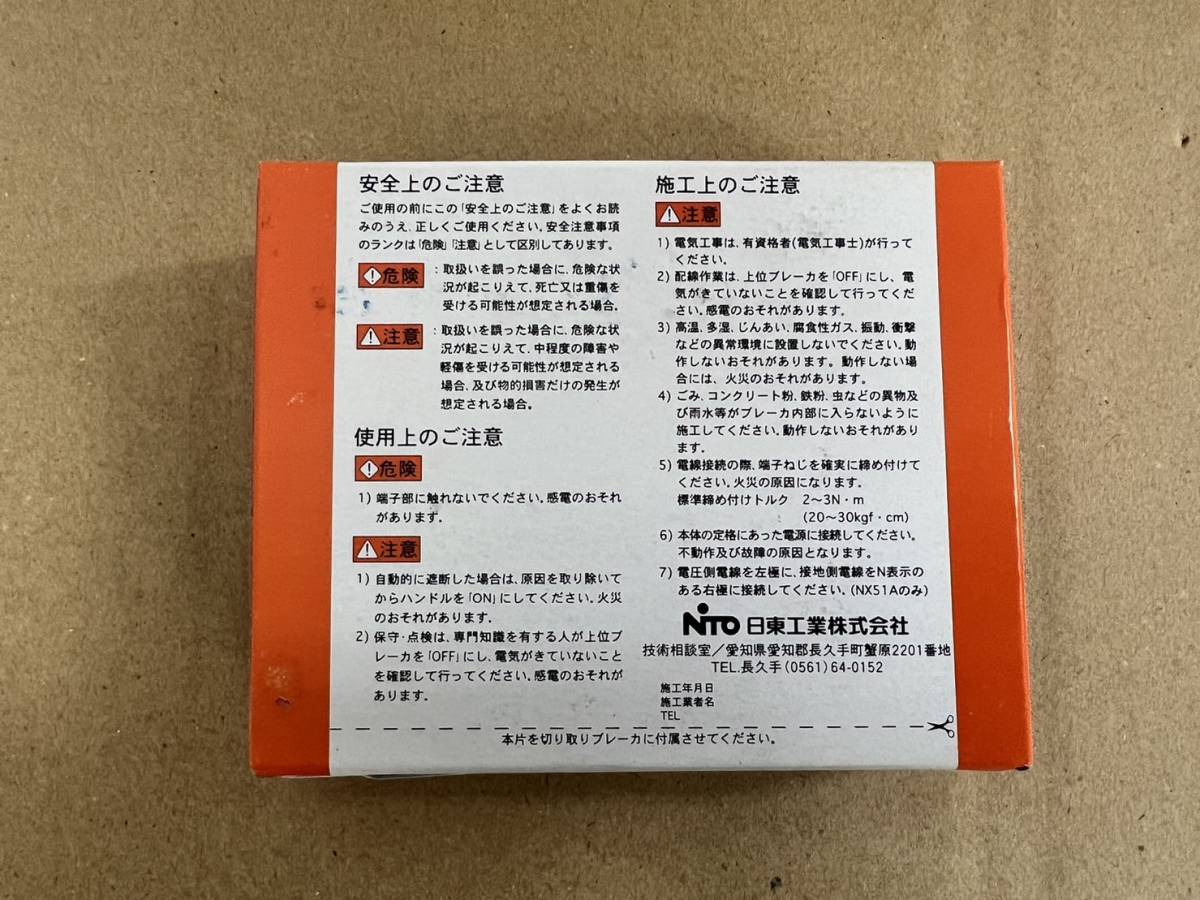 安全上のご注意
ご使用の前にこの「安全上のご注意」をよくお読
みのうえ、正しくご使用ください。安全注意事項
のランクは「危険」「注意」として区別してあります。
危険 : 取扱いを誤った場合に、危険な状
況が起こりえて、死亡又は重傷を
受ける可能性が想定される場合。
注意 : 取扱いを誤った場合に、危険な状
況が起こりえて、中程度の障害や
軽傷を受ける可能性が想定される
場合、及び物的損害だけの発生が
想定される場合。
使用上のご注意
危険
1) 端子部に触れないでください。感電のおそれ
があります。
注意
1) 自動的に遮断した場合は、原因を取り除いて
からハンドルを「ON」にしてください。火災
のおそれがあります。
2) 保守・点検は、専門知識を有する人が上位ブ
レーカを「OFF」にし、電気がきていないこと
を確認して行ってください。感電のおそれが
あります。
施工上のご注意
注意
1) 電気工事は、有資格者(電気工事士)が行って
ください。
2) 配線作業は、上位ブレーカを「OFF」にし、電
気がきていないことを確認して行ってくだ
さい。感電のおそれがあります。
3) 高温、多湿、じんあい、腐食性ガス、振動、衝撃
などの異常環境に設置しないでください。動
作しないおそれがあります。動作しない場
合には、火災のおそれがあります。
4) ごみ、コンクリート粉、鉄粉、虫などの異物及
び雨水等がブレーカ内部に入らないように
施工してください。動作しないおそれがあり
ます。
5) 電線接続の際、端子ねじを確実に締め付けて
ください。火災の原因になります。
標準締め付けトルク 2～3N・m
(20～30kgf・cm)
6) 本体の定格にあった電源に接続してください。
不動作及び故障の原因となります。
7) 電圧側電線を左極に、接地側電線をN表示の
ある右極に接続してください。(NX51Aのみ)
NITO 日東工業株式会社
技術相談室／愛知県愛知郡長久手町蟹原2201番地
TEL.長久手(0561)64-0152
施工年月日
施工業者名
TEL
本片を切り取りブレーカに付属させてください。